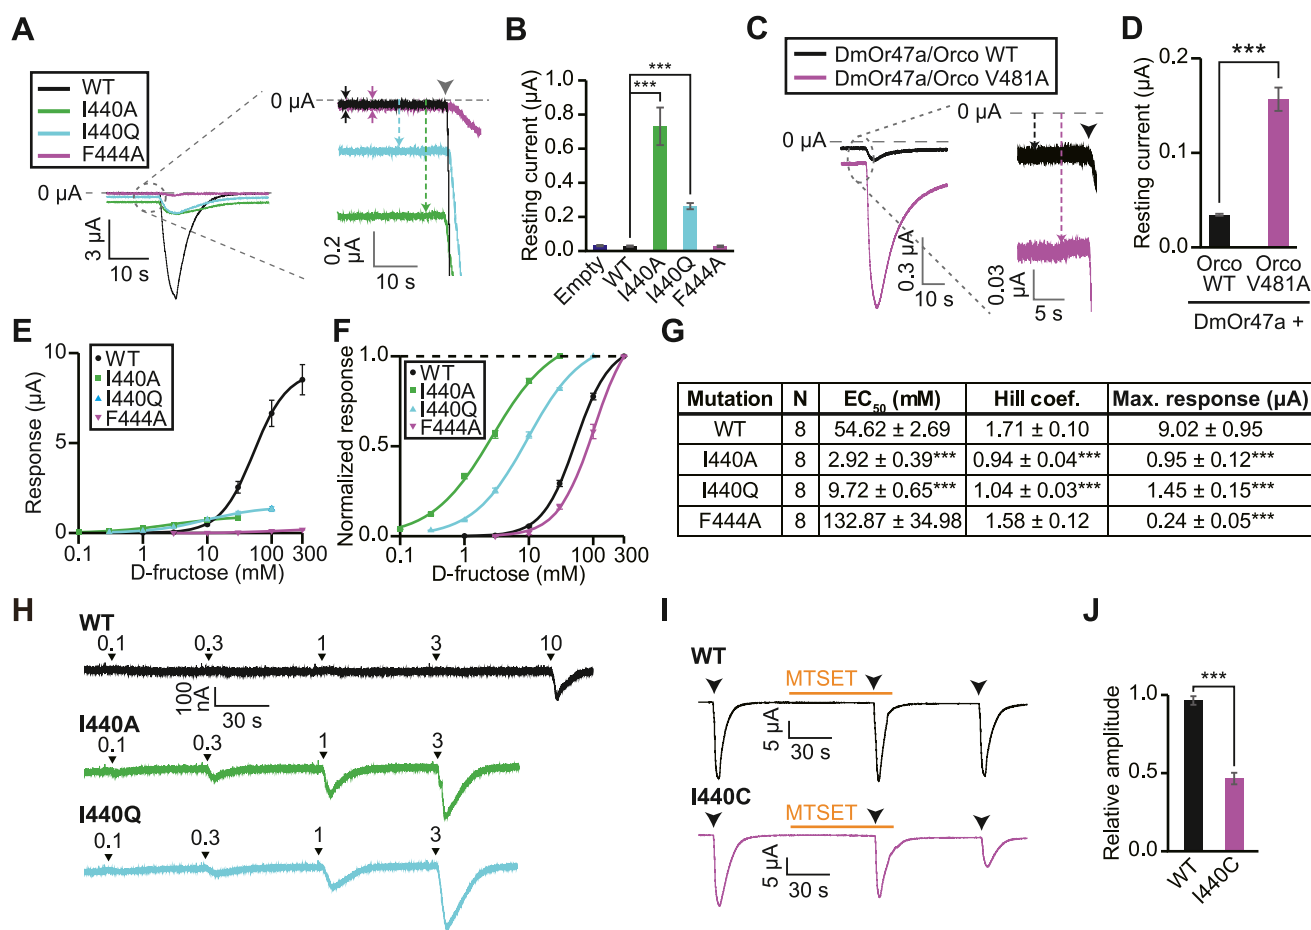 A
WT
I440A
I440Q
F444A
0 µA
3 µA
10 s
0 µA
0.2
µA
10 s
B
Resting current (µA)
1.0
0.8
0.6
0.4
0.2
0.0
***
***
Empty
WT
I440A
I440Q
F444A
C
DmOr47a/Orco WT
DmOr47a/Orco V481A
0 µA
0 µA
0.3 µA
10 s
0.03
µA
5 s
D
Resting current (µA)
0.2
0.1
0.0
***
Orco
WT
Orco
V481A
DmOr47a +
E
Response (µA)
10
5
0
WT
I440A
I440Q
F444A
0.1
1
10
100
300
D-fructose (mM)
F
Normalized response
1.0
0.5
0.0
WT
I440A
I440Q
F444A
0.1
1
10
100
300
D-fructose (mM)
G
Mutation N EC50 (mM) Hill coef. Max. response (µA)
WT 8 54.62 ± 2.69 1.71 ± 0.10 9.02 ± 0.95
I440A 8 2.92 ± 0.39*** 0.94 ± 0.04*** 0.95 ± 0.12***
I440Q 8 9.72 ± 0.65*** 1.04 ± 0.03*** 1.45 ± 0.15***
F444A 8 132.87 ± 34.98 1.58 ± 0.12 0.24 ± 0.05***
H
WT
0.1 0.3 1 3 10
100
nA
30 s
I440A
0.1 0.3 1 3
I440Q
0.1 0.3 1 3
I
WT
MTSET
5 µA
30 s
I440C
MTSET
5 µA
30 s
J
Relative amplitude
1.0
0.5
0.0
***
WT
I440C